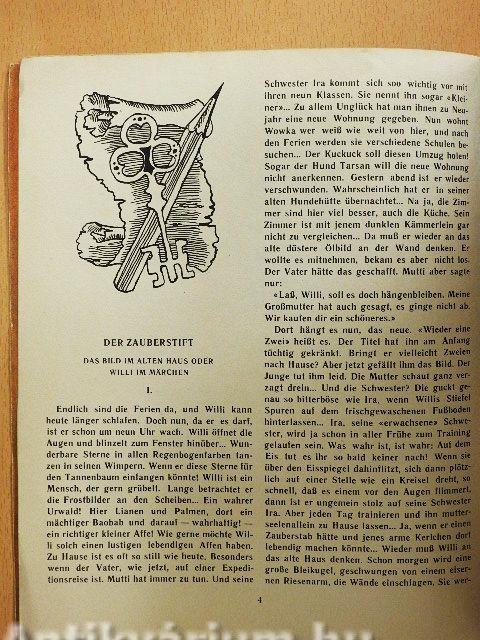 DER ZAUBERSTIFT
DAS BILD IM ALTEN HAUS ODER
WILLI IM MÄRCHEN
I.
Endlich sind die Ferien da, und Willi kann
heute länger schlafen. Doch nun, da er es darf,
ist er schon um neun Uhr wach. Willi öffnet die
Augen und blinzelt zum Fenster hinüber... Wun-
derbare Sterne in allen Regenbogenfarben tan-
zen in seinen Wimpern. Wenn er diese Sterne für
den Tannenbaum einfangen könnte! Willi ist ein
Mensch, der gern grübelt. Lange betrachtet er
die Frostbilder an den Scheiben... Ein wahrer
Urwald! Hier Lianen und Palmen, dort ein
mächtiger Baobab und darauf — wahrhaftig! —
ein richtiger kleiner Affe! Wie gerne möchte Wil-
li solch einen lustigen lebendigen Affen haben.
Zu Hause ist es oft so still wie heute. Besonders
wenn der Vater, wie jetzt, auf einer Expedi-
tionsreise ist. Mutti hat immer zu tun. Und seine
Schwester Ira kommt sich soo wichtig vor mit
ihren neun Klassen. Sie nennt ihn sogar «Klei-
ner»... Zu allem Unglück hat man ihnen zu Neu-
jahr eine neue Wohnung gegeben. Nun wohnt
Wowka wer weiß wie weit von hier, und nach
den Ferien werden sie verschiedene Schulen be-
suchen... Der Kuckuck soll diesen Umzug holen!
Sogar der Hund Tarsan will die neue Wohnung
nicht anerkennen. Gestern abend ist er wieder
verschwunden. Wahrscheinlich hat er in seiner
alten Hundehütte übernachtet... Na ja, die Zim-
mer sind hier viel besser, auch die Küche. Sein
Zimmer ist mit jenem dunklen Kämmerlein gar
nicht zu vergleichen... Da muß er wieder an das
alte düstere Ölbild an der Wand denken. Er
wollte es mitnehmen, bekam es aber nicht los.
Der Vater hätte das geschafft. Mutti aber sagte
nur:
«Laß, Willi, soll es doch hängenbleiben. Meine
Großmutter hat auch gesagt, es ginge nicht ab.
Wir kaufen dir ein schöneres.»
Dort hängt es nun, das neue. «Wieder eine
Zwei» heißt es. Der Titel hat ihn am Anfang
tüchtig gekränkt. Bringt er vielleicht Zweien
nach Hause? Aber jetzt gefällt ihm das Bild. Der
Junge tut ihm leid. Die Mutter schaut ganz ver-
zagt drein... Und die Schwester? Die guckt ge-
nau so bitterböse wie Ira, wenn Willis Stiefel
Spuren auf dem frischgewaschenen Fußboden
hinterlassen... Ira, seine «erwachsene» Schwe-
ster, wird ja schon in aller Frühe zum Training
gelaufen sein. Was wahr ist, ist wahr: Auf dem
Eis tut es ihr so bald keiner nach! Wenn sie
über den Eisspiegel dahinflitzt, sich dann plötz-
lich auf einer Stelle wie ein Kreisel dreht, so
schnell, daß es einem vor den Augen flimmert,
dann ist er ungemein stolz auf seine Schwester
Ira. Aber jeden Tag trainieren und ihn mutter-
seelenallein zu Hause lassen... Ja, wenn er einen
Zauberstab hätte und jenes arme Kerlchen dort
lebendig machen könnte... Wieder muß Willi an
das alte Haus denken. Schon morgen wird eine
große Bleikugel, geschwungen von einem eiser-
nen Riesenarm, die Wände einschlagen. Sie wer-
4